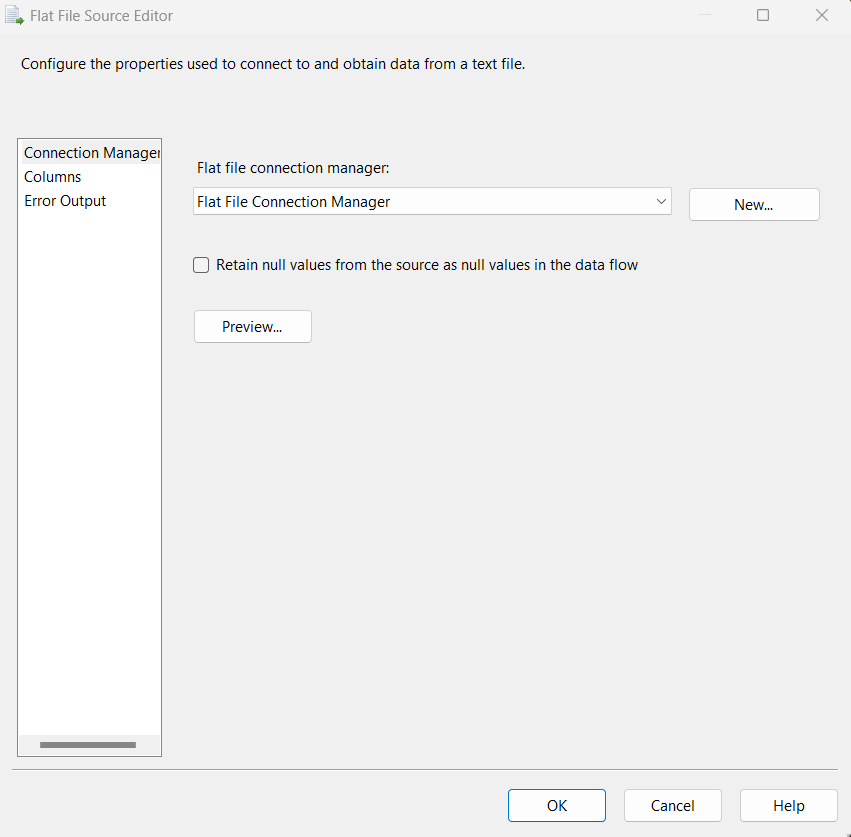 Flat File Source Editor
Configure the properties used to connect to and obtain data from a text file.
Connection Manager
Columns
Error Output
Flat file connection manager:
Flat File Connection Manager
New...
Retain null values from the source as null values in the data flow
Preview...
OK
Cancel
Help